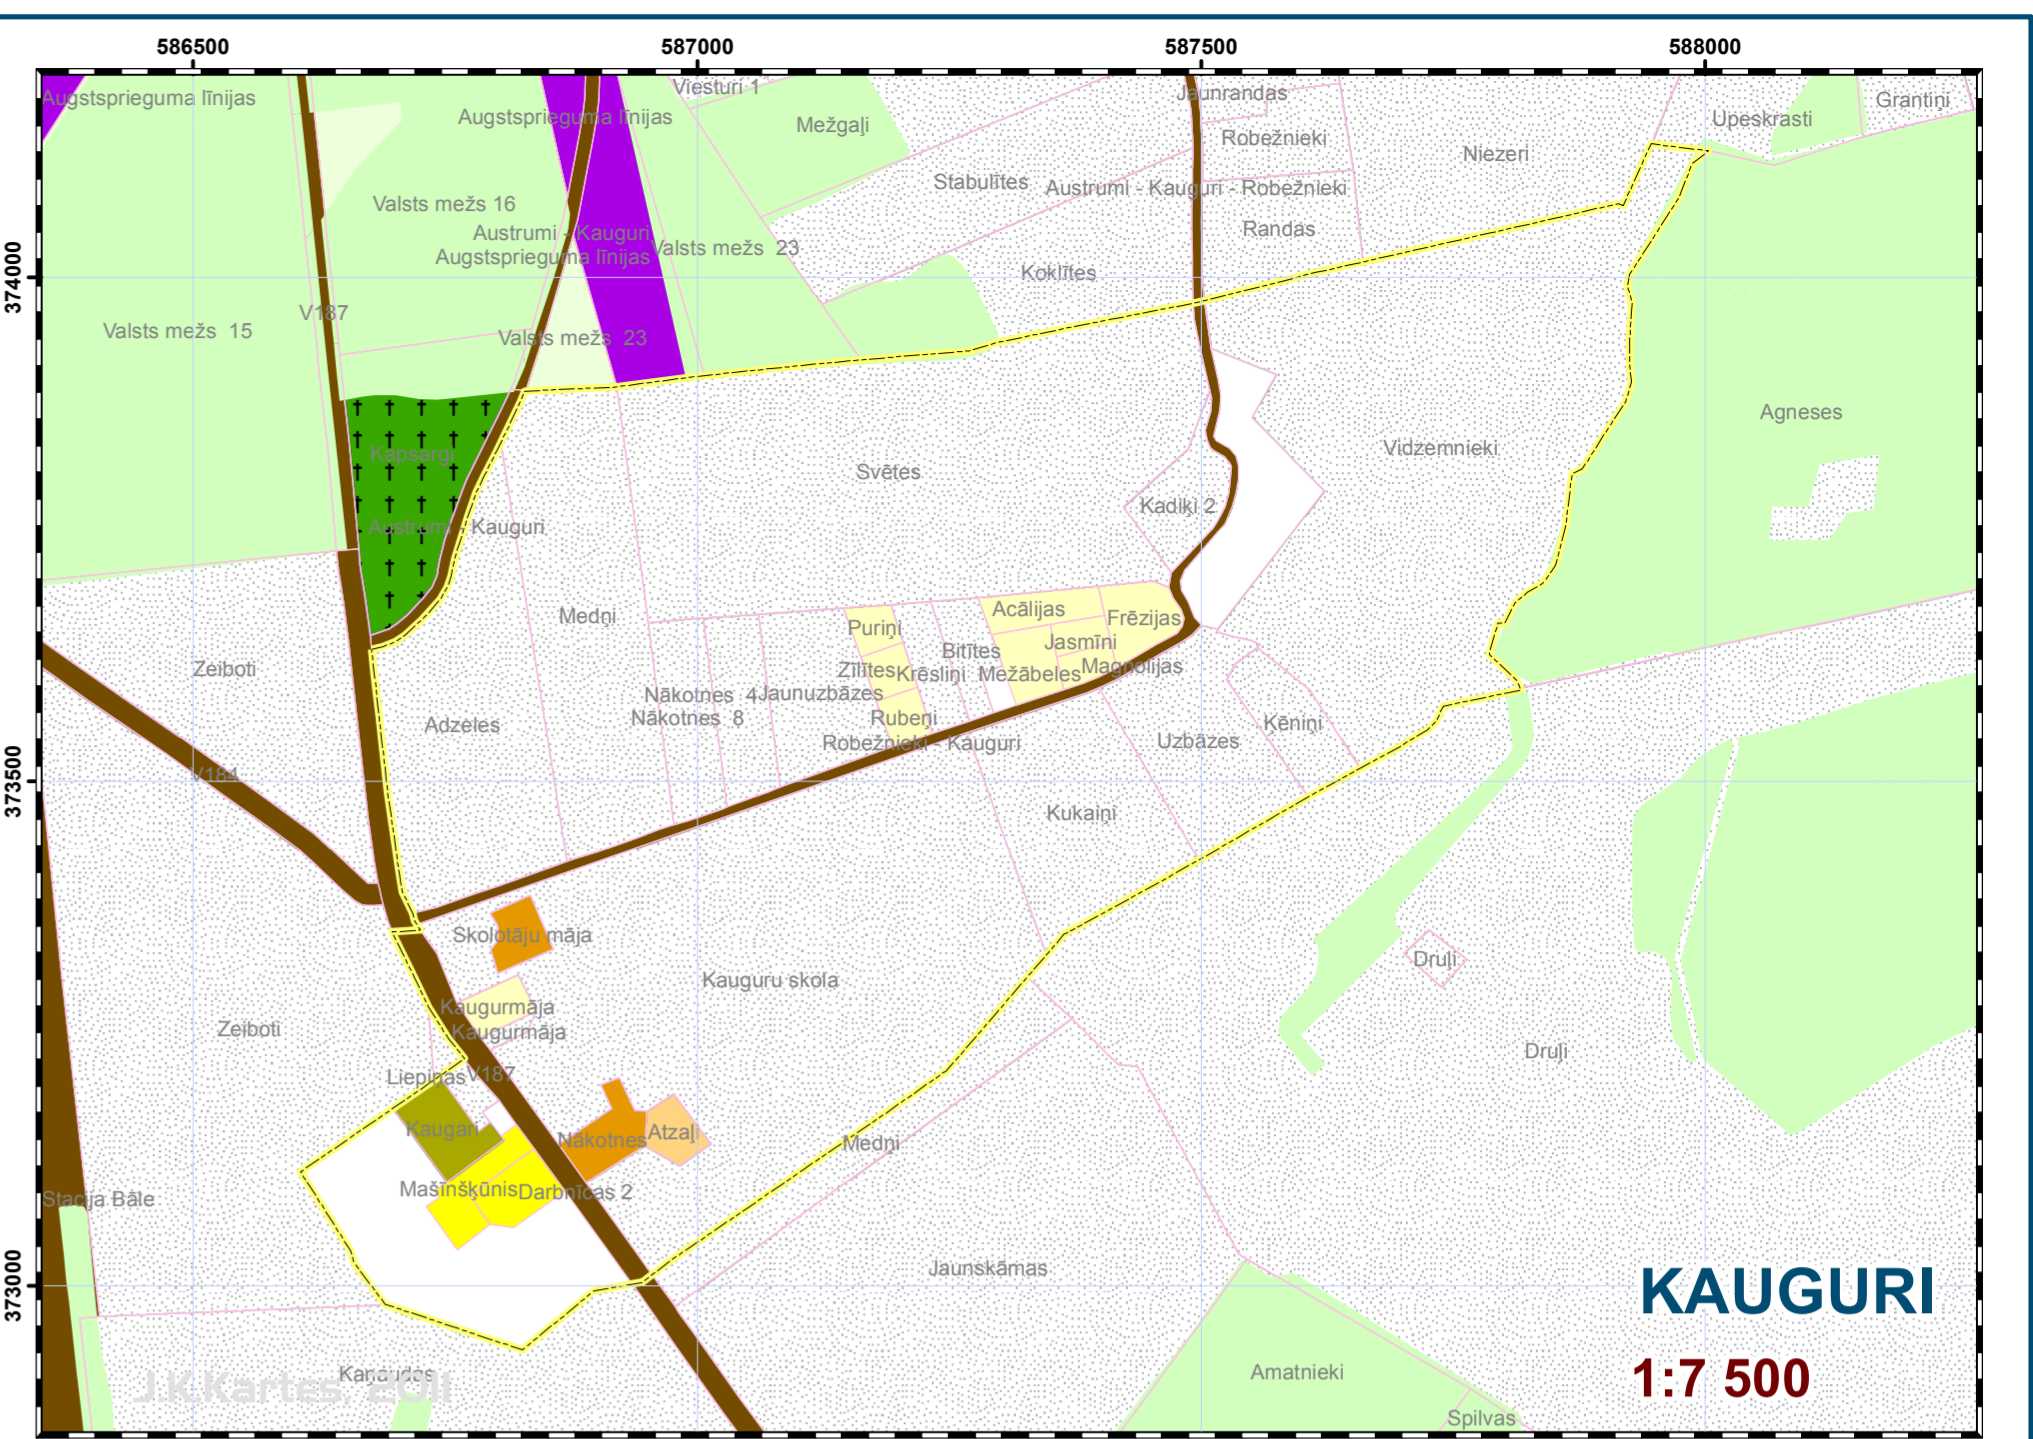 586500
587000
587500
588000
374000
373500
373000
Augstsprieguma līnijas
Augstsprieguma līnijas
Viesturi 1
Mežgaļi
Jaunrandas
Robežnieki
Niezeri
Upeskrasti
Grantiņi
Stabulītes
Austrumi - Kauguri - Robežnieki
Valsts mežs 16
Austrumi - Kauguri
Augstsprieguma līnijas
Valsts mežs 23
Randas
Koklītes
V187
Valsts mežs 15
Valsts mežs 23
Agneses
Kapsargi
Svētes
Vidzemnieki
Kadiķi 2
Austrumi - Kauguri
Medņi
Acālijas
Frēzijas
Puriņi
Jasmīni
Bitītes
Zeiboti
Zīlītes
Krēsliņi
Mežābeles
Magnolijas
Nākotnes 4
Jaunuzbāzes
Nākotnes 8
Rubeņi
Adzeles
Robežnieki - Kauguri
Uzbāzes
Ķēniņi
V184
Kukaiņi
Skolotāju māja
Kauguru skola
Druļi
Kaugurmāja
Kaugurmāja
Zeiboti
Druļi
Liepiņas
V187
Kaugari
Nākotnes
Atzaļi
Medņi
Mašīnšķūnis
Darbnīcas 2
Stacija Bāle
Jaunskāmas
KAUGURI
1:7 500
Kaņaudas
J.K.Kartes, 2011
Amatnieki
Spilvas